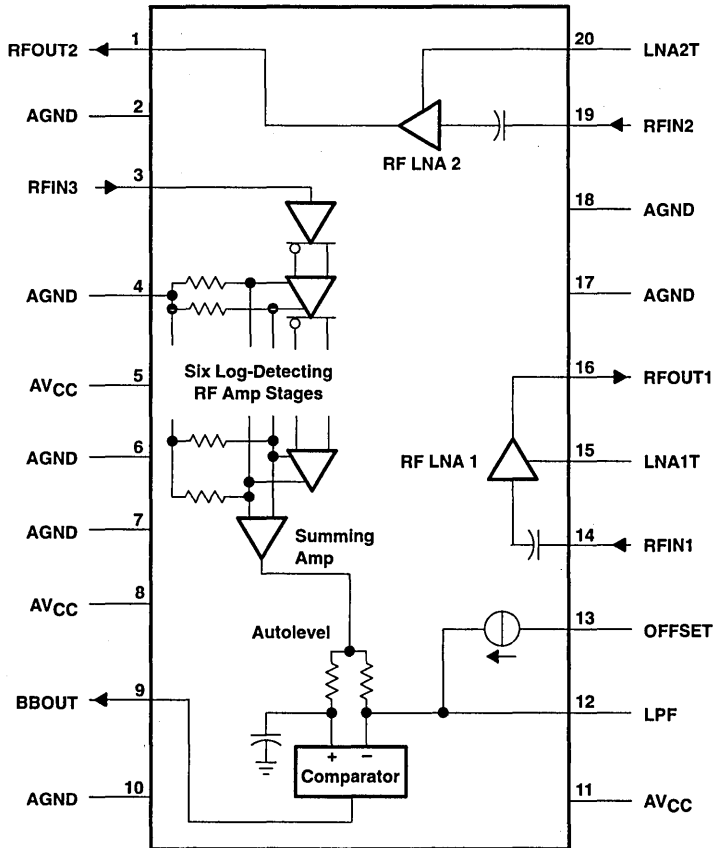 RFOUT2 1 20 LNA2T
AGND 2 19 RFIN2
RF LNA 2
RFIN3 3 18 AGND
AGND 4 17 AGND
AVCC 5 Six Log-Detecting
RF Amp Stages 16 RFOUT1
AGND 6 RF LNA 1 15 LNA1T
AGND 7 Summing
Amp 14 RFIN1
AVCC 8 Autolevel 13 OFFSET
BBOUT 9 12 LPF
+ −
Comparator
AGND 10 11 AVCC